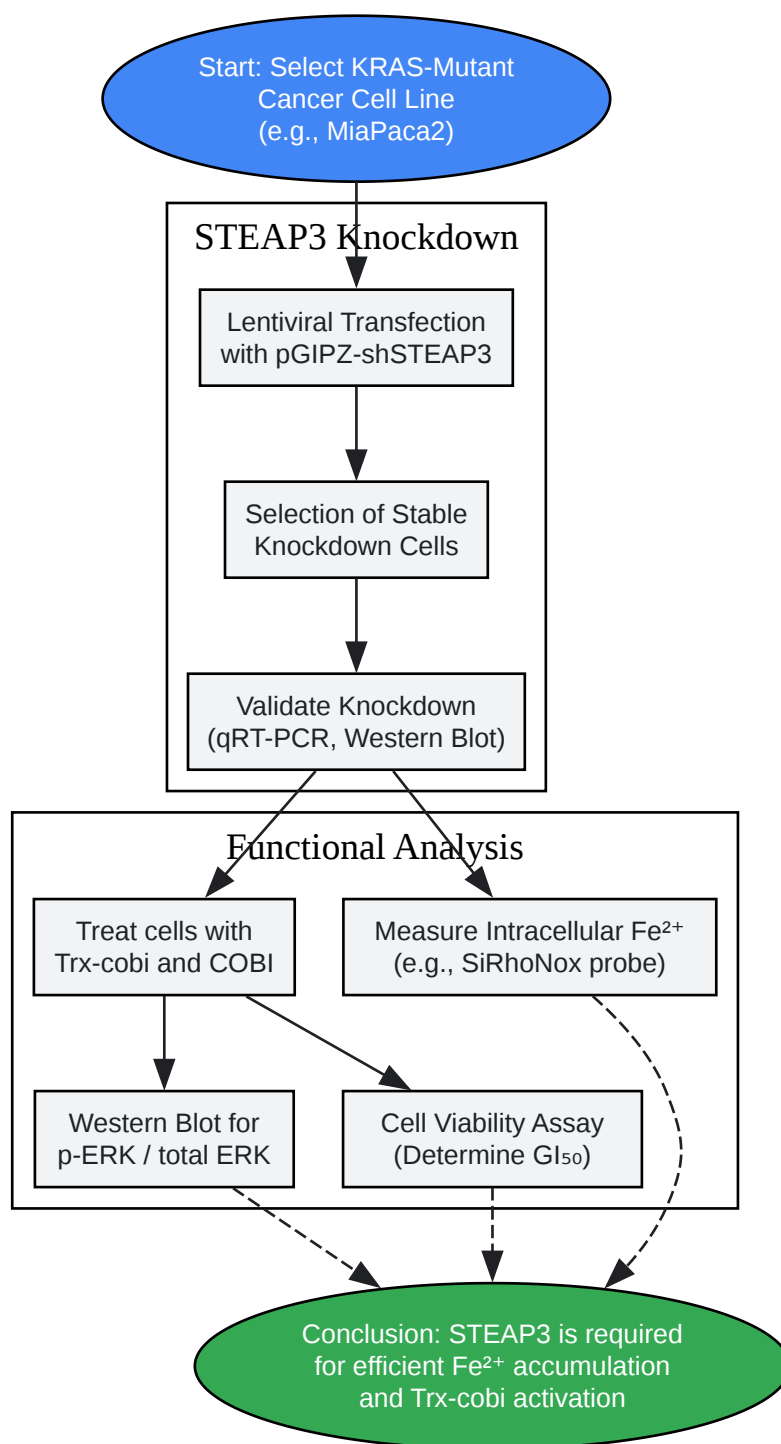 Start: Select KRAS-Mutant
Cancer Cell Line
(e.g., MiaPaca2)
STEAP3 Knockdown
Lentiviral Transfection
with pGIPZ-shSTEAP3
Selection of Stable
Knockdown Cells
Validate Knockdown
(qRT-PCR, Western Blot)
Functional Analysis
Treat cells with
Trx-cobi and COBI
Measure Intracellular Fe²⁺
(e.g., SiRhoNox probe)
Western Blot for
p-ERK / total ERK
Cell Viability Assay
(Determine GI₅₀)
Conclusion: STEAP3 is required
for efficient Fe²⁺ accumulation
and Trx-cobi activation